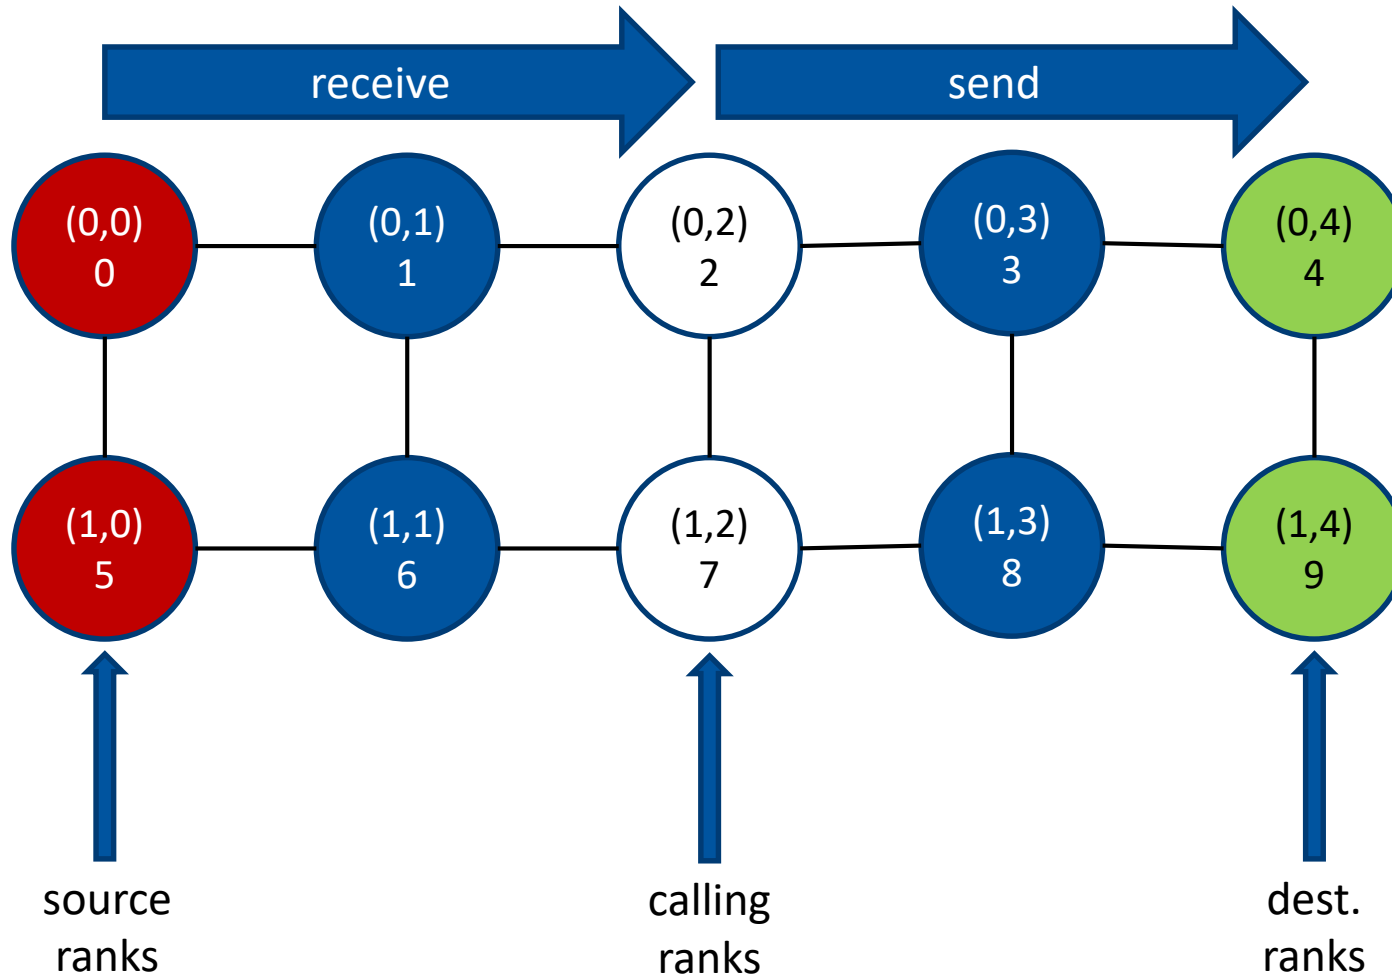 receive
send
(0,0)
0
(0,1)
1
(0,2)
2
(0,3)
3
(0,4)
4
(1,0)
5
(1,1)
6
(1,2)
7
(1,3)
8
(1,4)
9
source
ranks
calling
ranks
dest.
ranks